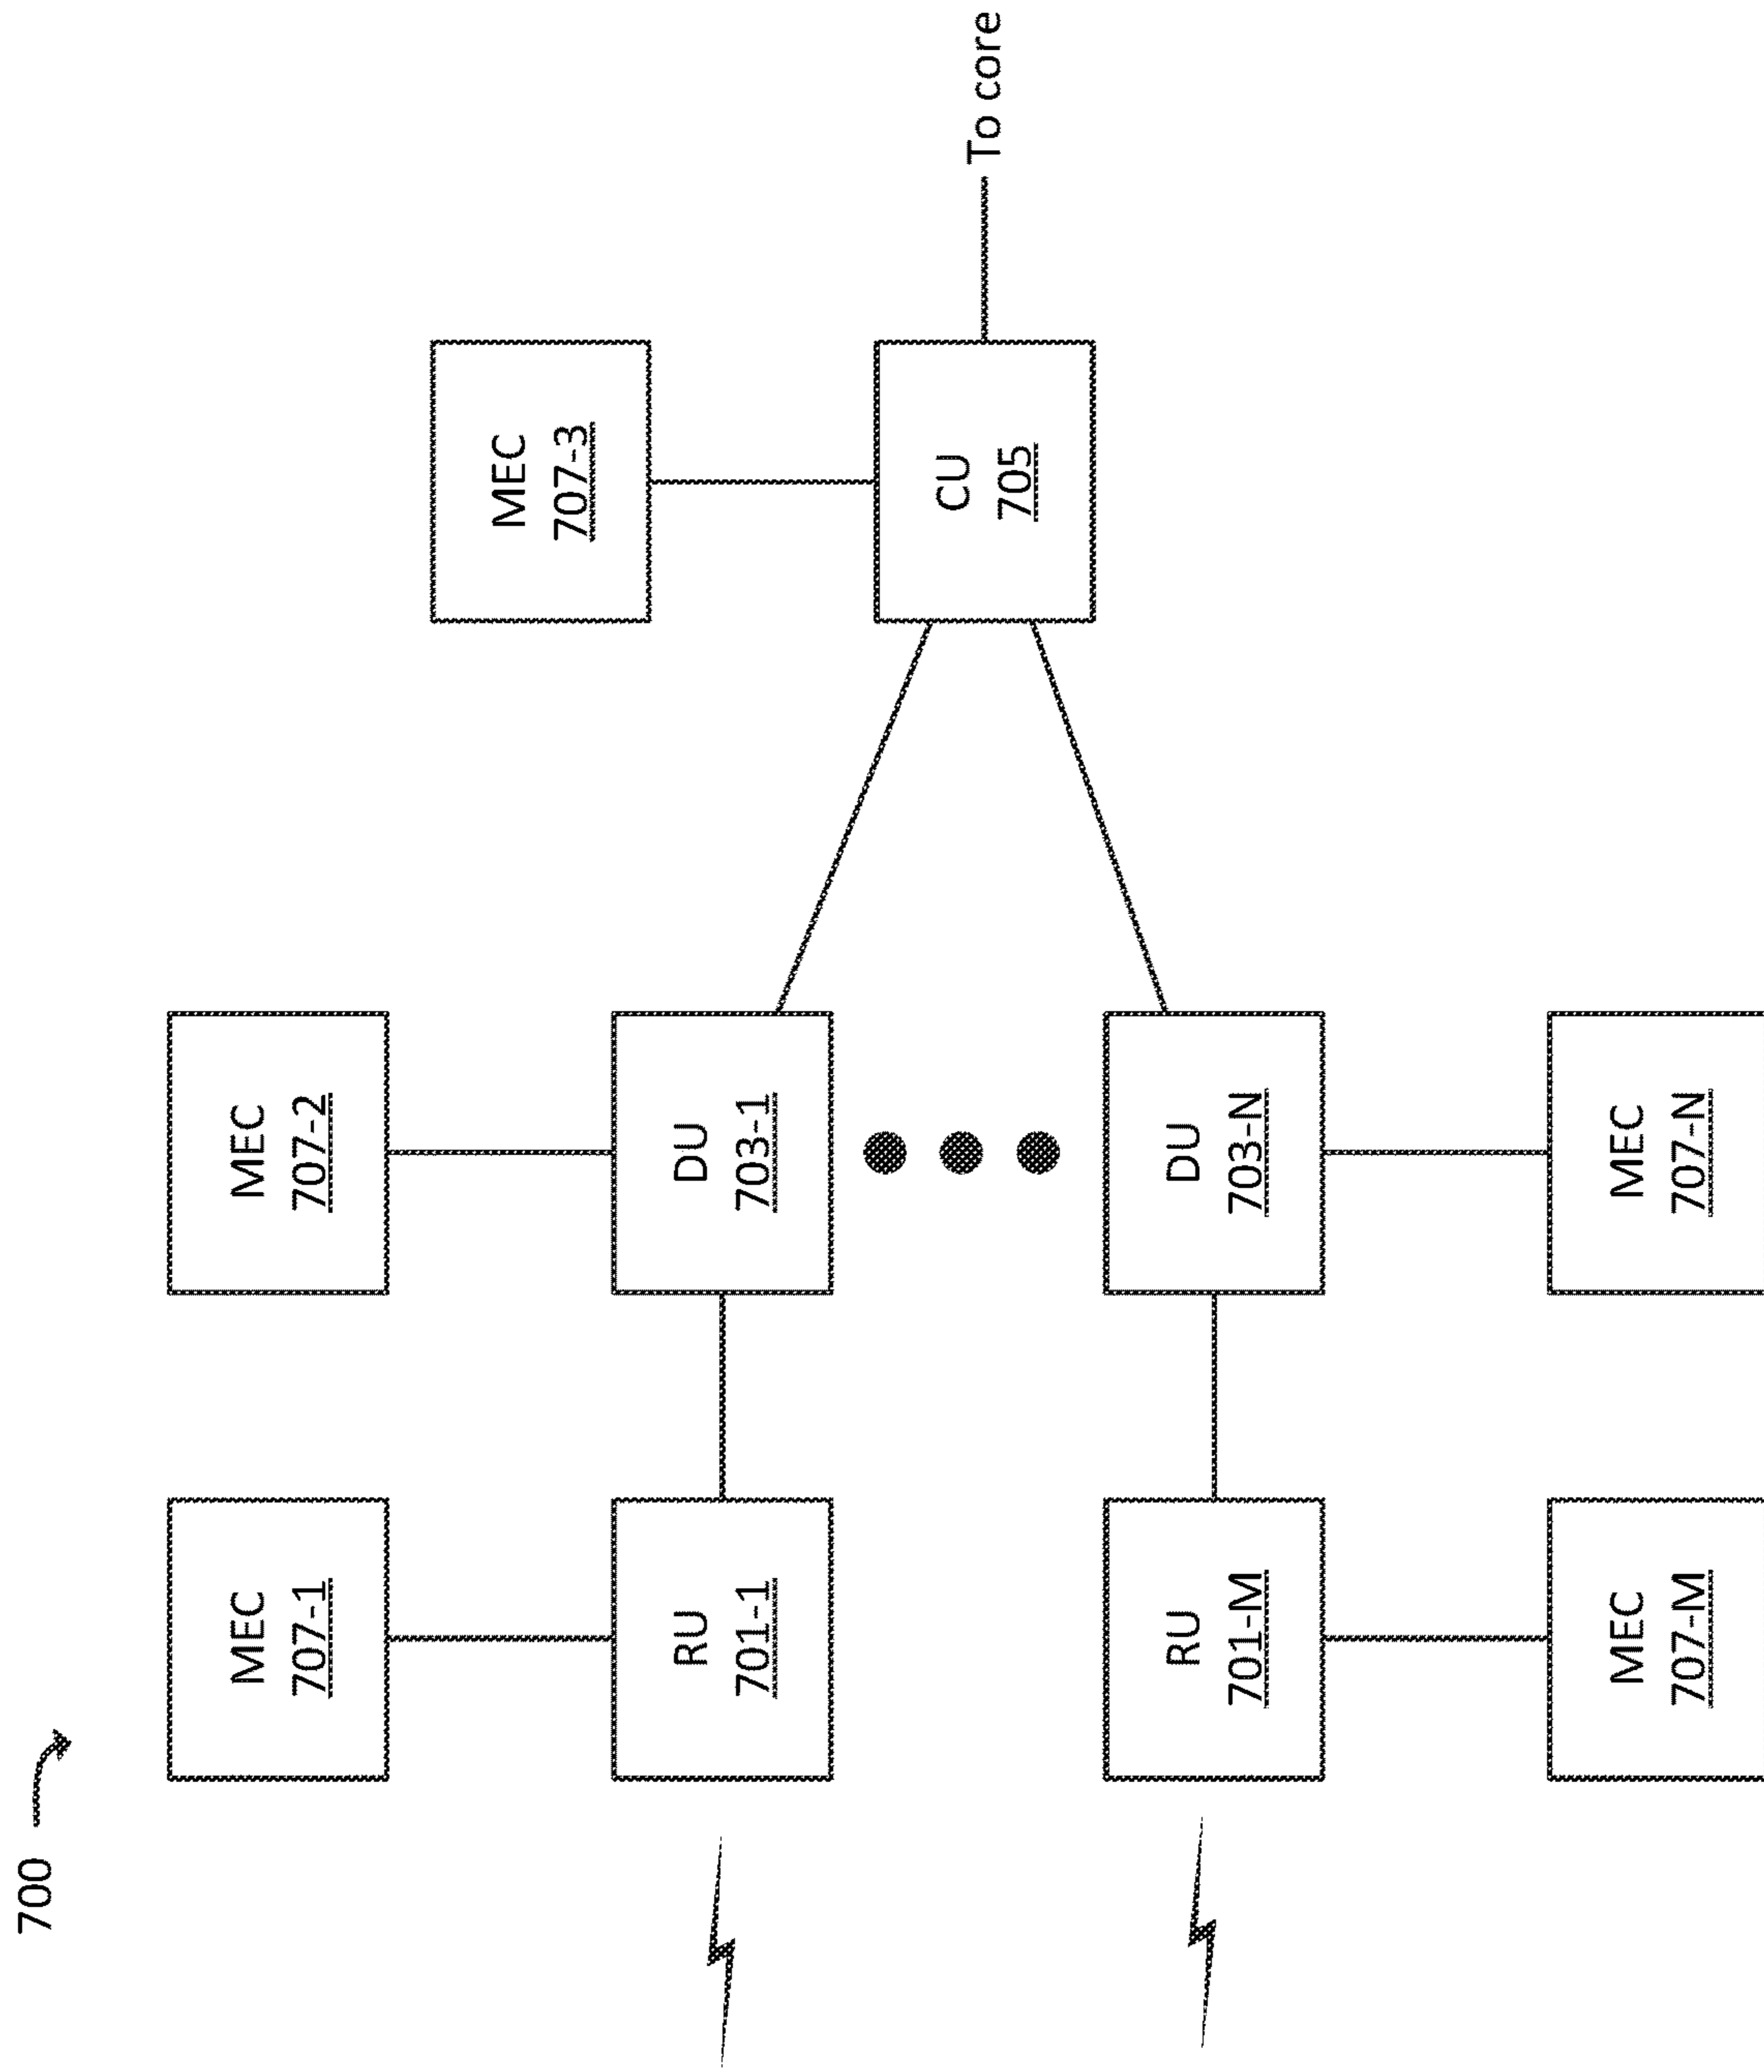 700
MEC
707-1
MEC
707-2
MEC
707-3
RU
701-1
DU
703-1
CU
705
To core
RU
701-M
DU
703-N
MEC
707-M
MEC
707-N